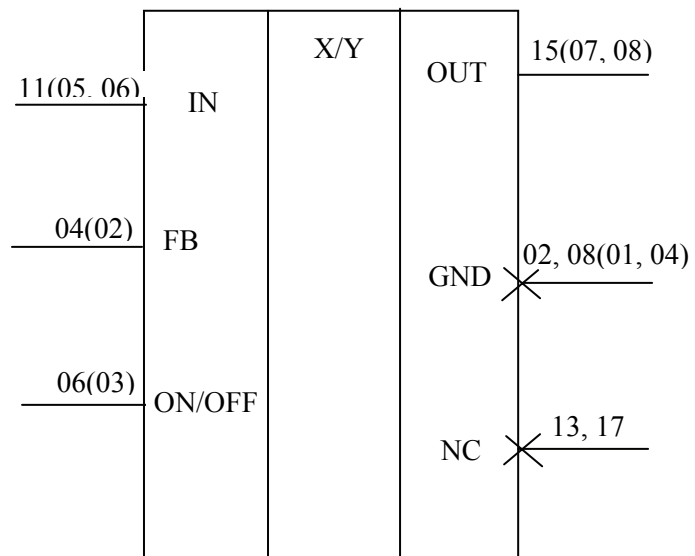 X/Y
15(07, 08)
OUT
11(05, 06)
IN
04(02)
FB
02, 08(01, 04)
GND
06(03)
ON/OFF
13, 17
NC